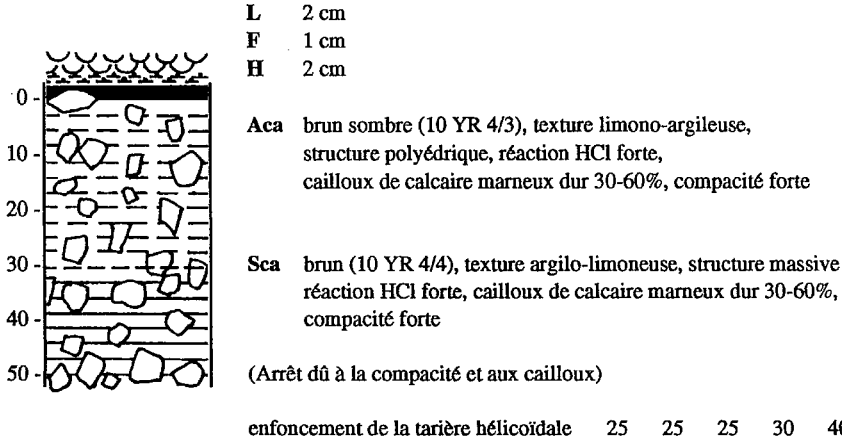 L 2 cm
F 1 cm
H 2 cm
0
Aca brun sombre (10 YR 4/3), texture limono-argileuse,
structure polyédrique, réaction HCl forte,
10
cailloux de calcaire marneux dur 30-60%, compacité forte
20
30
Sca brun (10 YR 4/4), texture argilo-limoneuse, structure massive
réaction HCl forte, cailloux de calcaire marneux dur 30-60%,
40
compacité forte
50
(Arrêt dû à la compacité et aux cailloux)
enfoncement de la tarière hélicoïdale 25 25 25 30